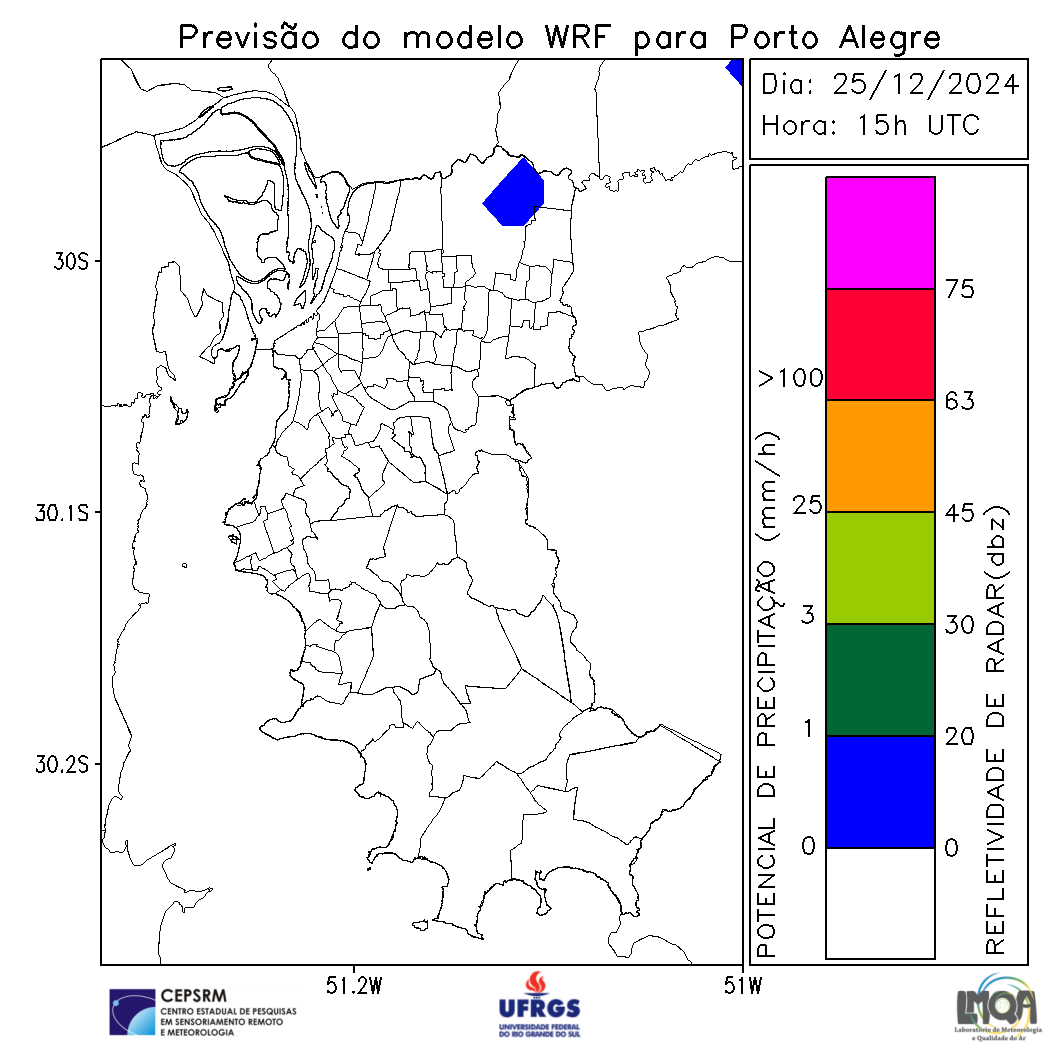 Previsão do modelo WRF para Porto Alegre
Dia: 25/12/2024
Hora: 15h UTC
30S
30.1S
30.2S
51.2W
51W
POTENCIAL DE PRECIPITAÇÃO (mm/h)
>100
25
3
1
0
75
63
45
30
20
0
REFLETIVIDADE DE RADAR(dbz)
CEPSRM
CENTRO ESTADUAL DE PESQUISAS
EM SENSORIAMENTO REMOTO
E METEOROLOGIA
UFRGS
UNIVERSIDADE FEDERAL
DO RIO GRANDE DO SUL
LMQA
Laboratório de Meteorologia
e Qualidade do Ar